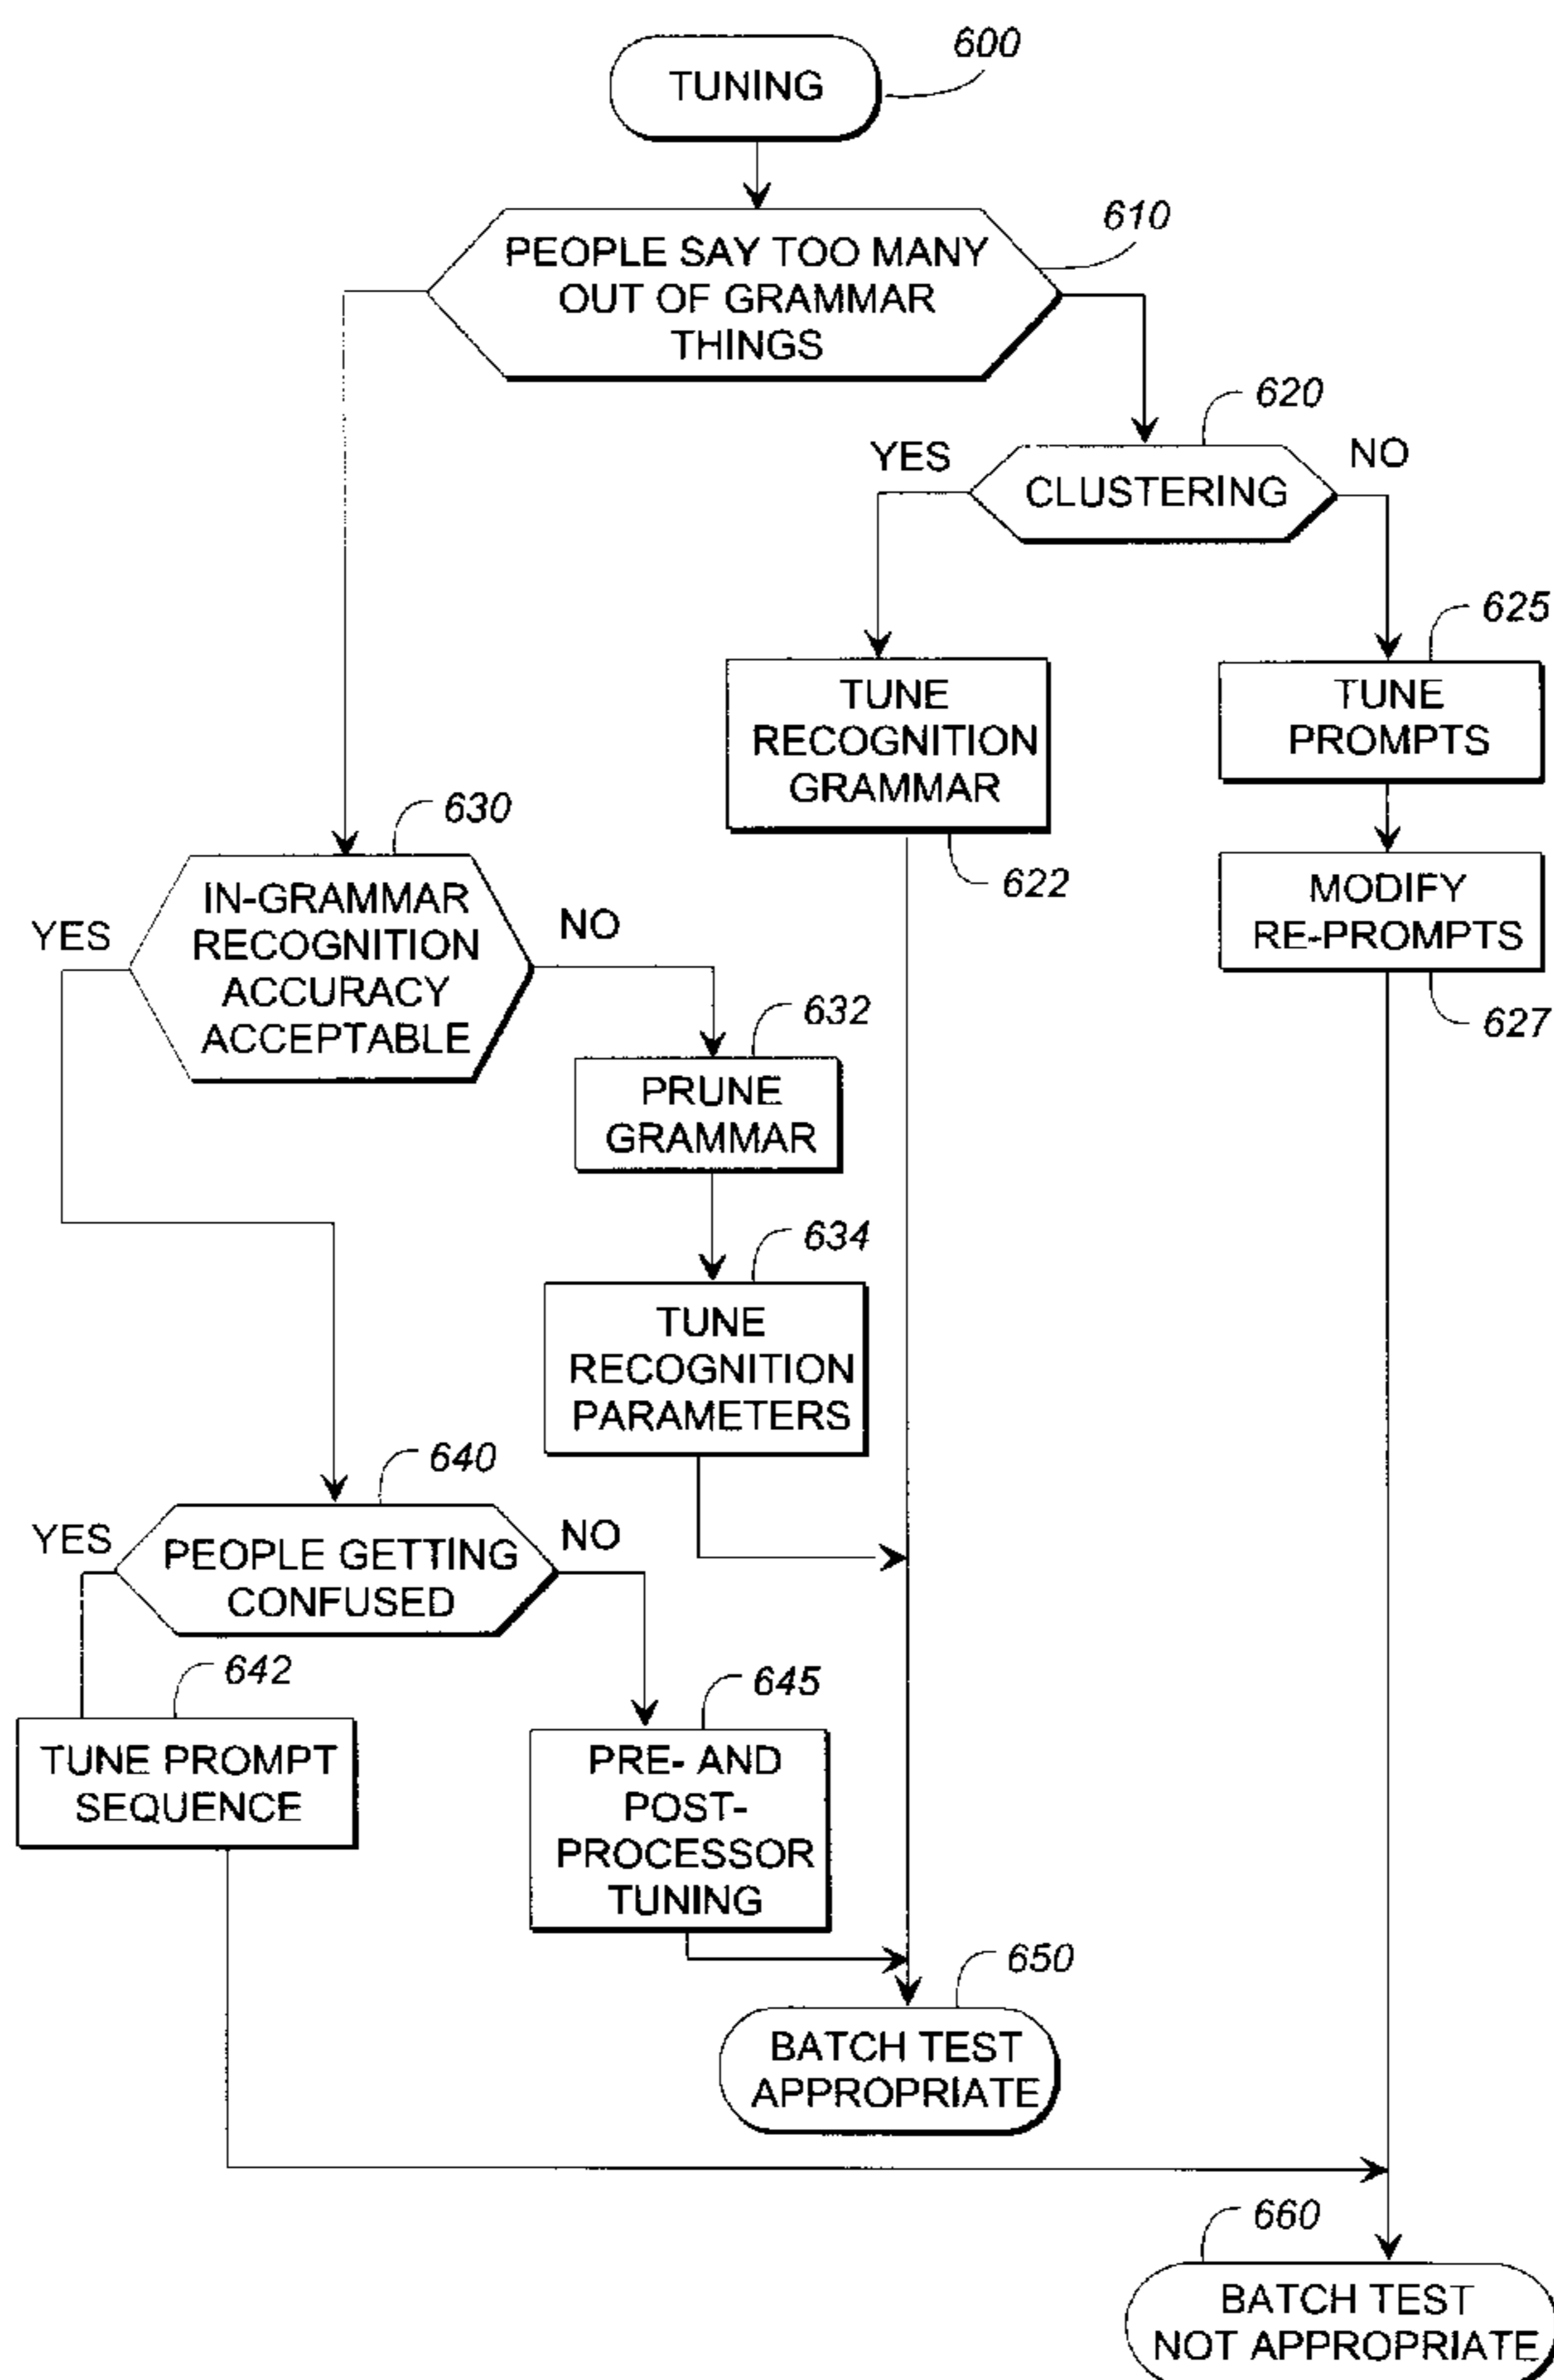 600
TUNING
610
PEOPLE SAY TOO MANY
OUT OF GRAMMAR
THINGS
620
YES
NO
CLUSTERING
625
TUNE
RECOGNITION
GRAMMAR
622
TUNE
PROMPTS
MODIFY
RE-PROMPTS
627
630
YES
NO
IN-GRAMMAR
RECOGNITION
ACCURACY
ACCEPTABLE
632
PRUNE
GRAMMAR
634
TUNE
RECOGNITION
PARAMETERS
640
YES
NO
PEOPLE GETTING
CONFUSED
642
TUNE PROMPT
SEQUENCE
645
PRE- AND
POST-
PROCESSOR
TUNING
650
BATCH TEST
APPROPRIATE
660
BATCH TEST
NOT APPROPRIATE